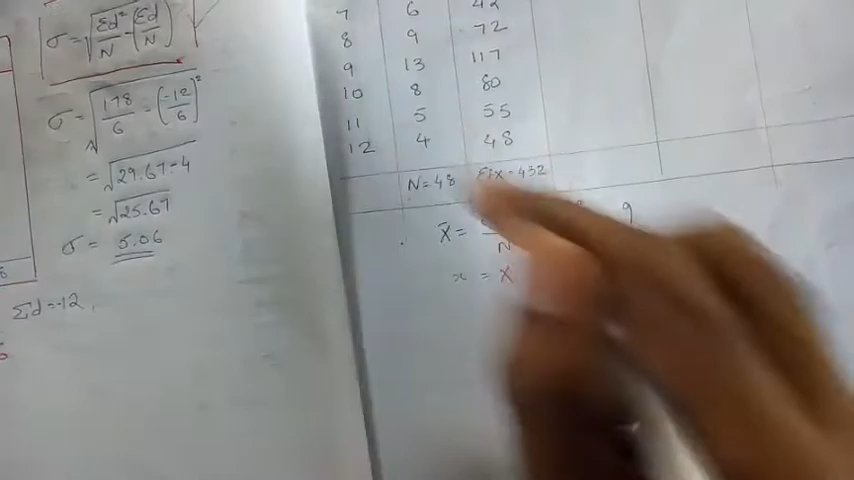 σ = √Σd²/N - (Σd/N)
σ = √178/6 - (-12/6)²
= √29.67-4
= √25.67
σ = 5.06
Σd=-12
7 6 42
8 9 72
9 13 117
10 8 80
11 5 55
12 4 48
N=48 Σfx=432
x̄ = N 9
x = x